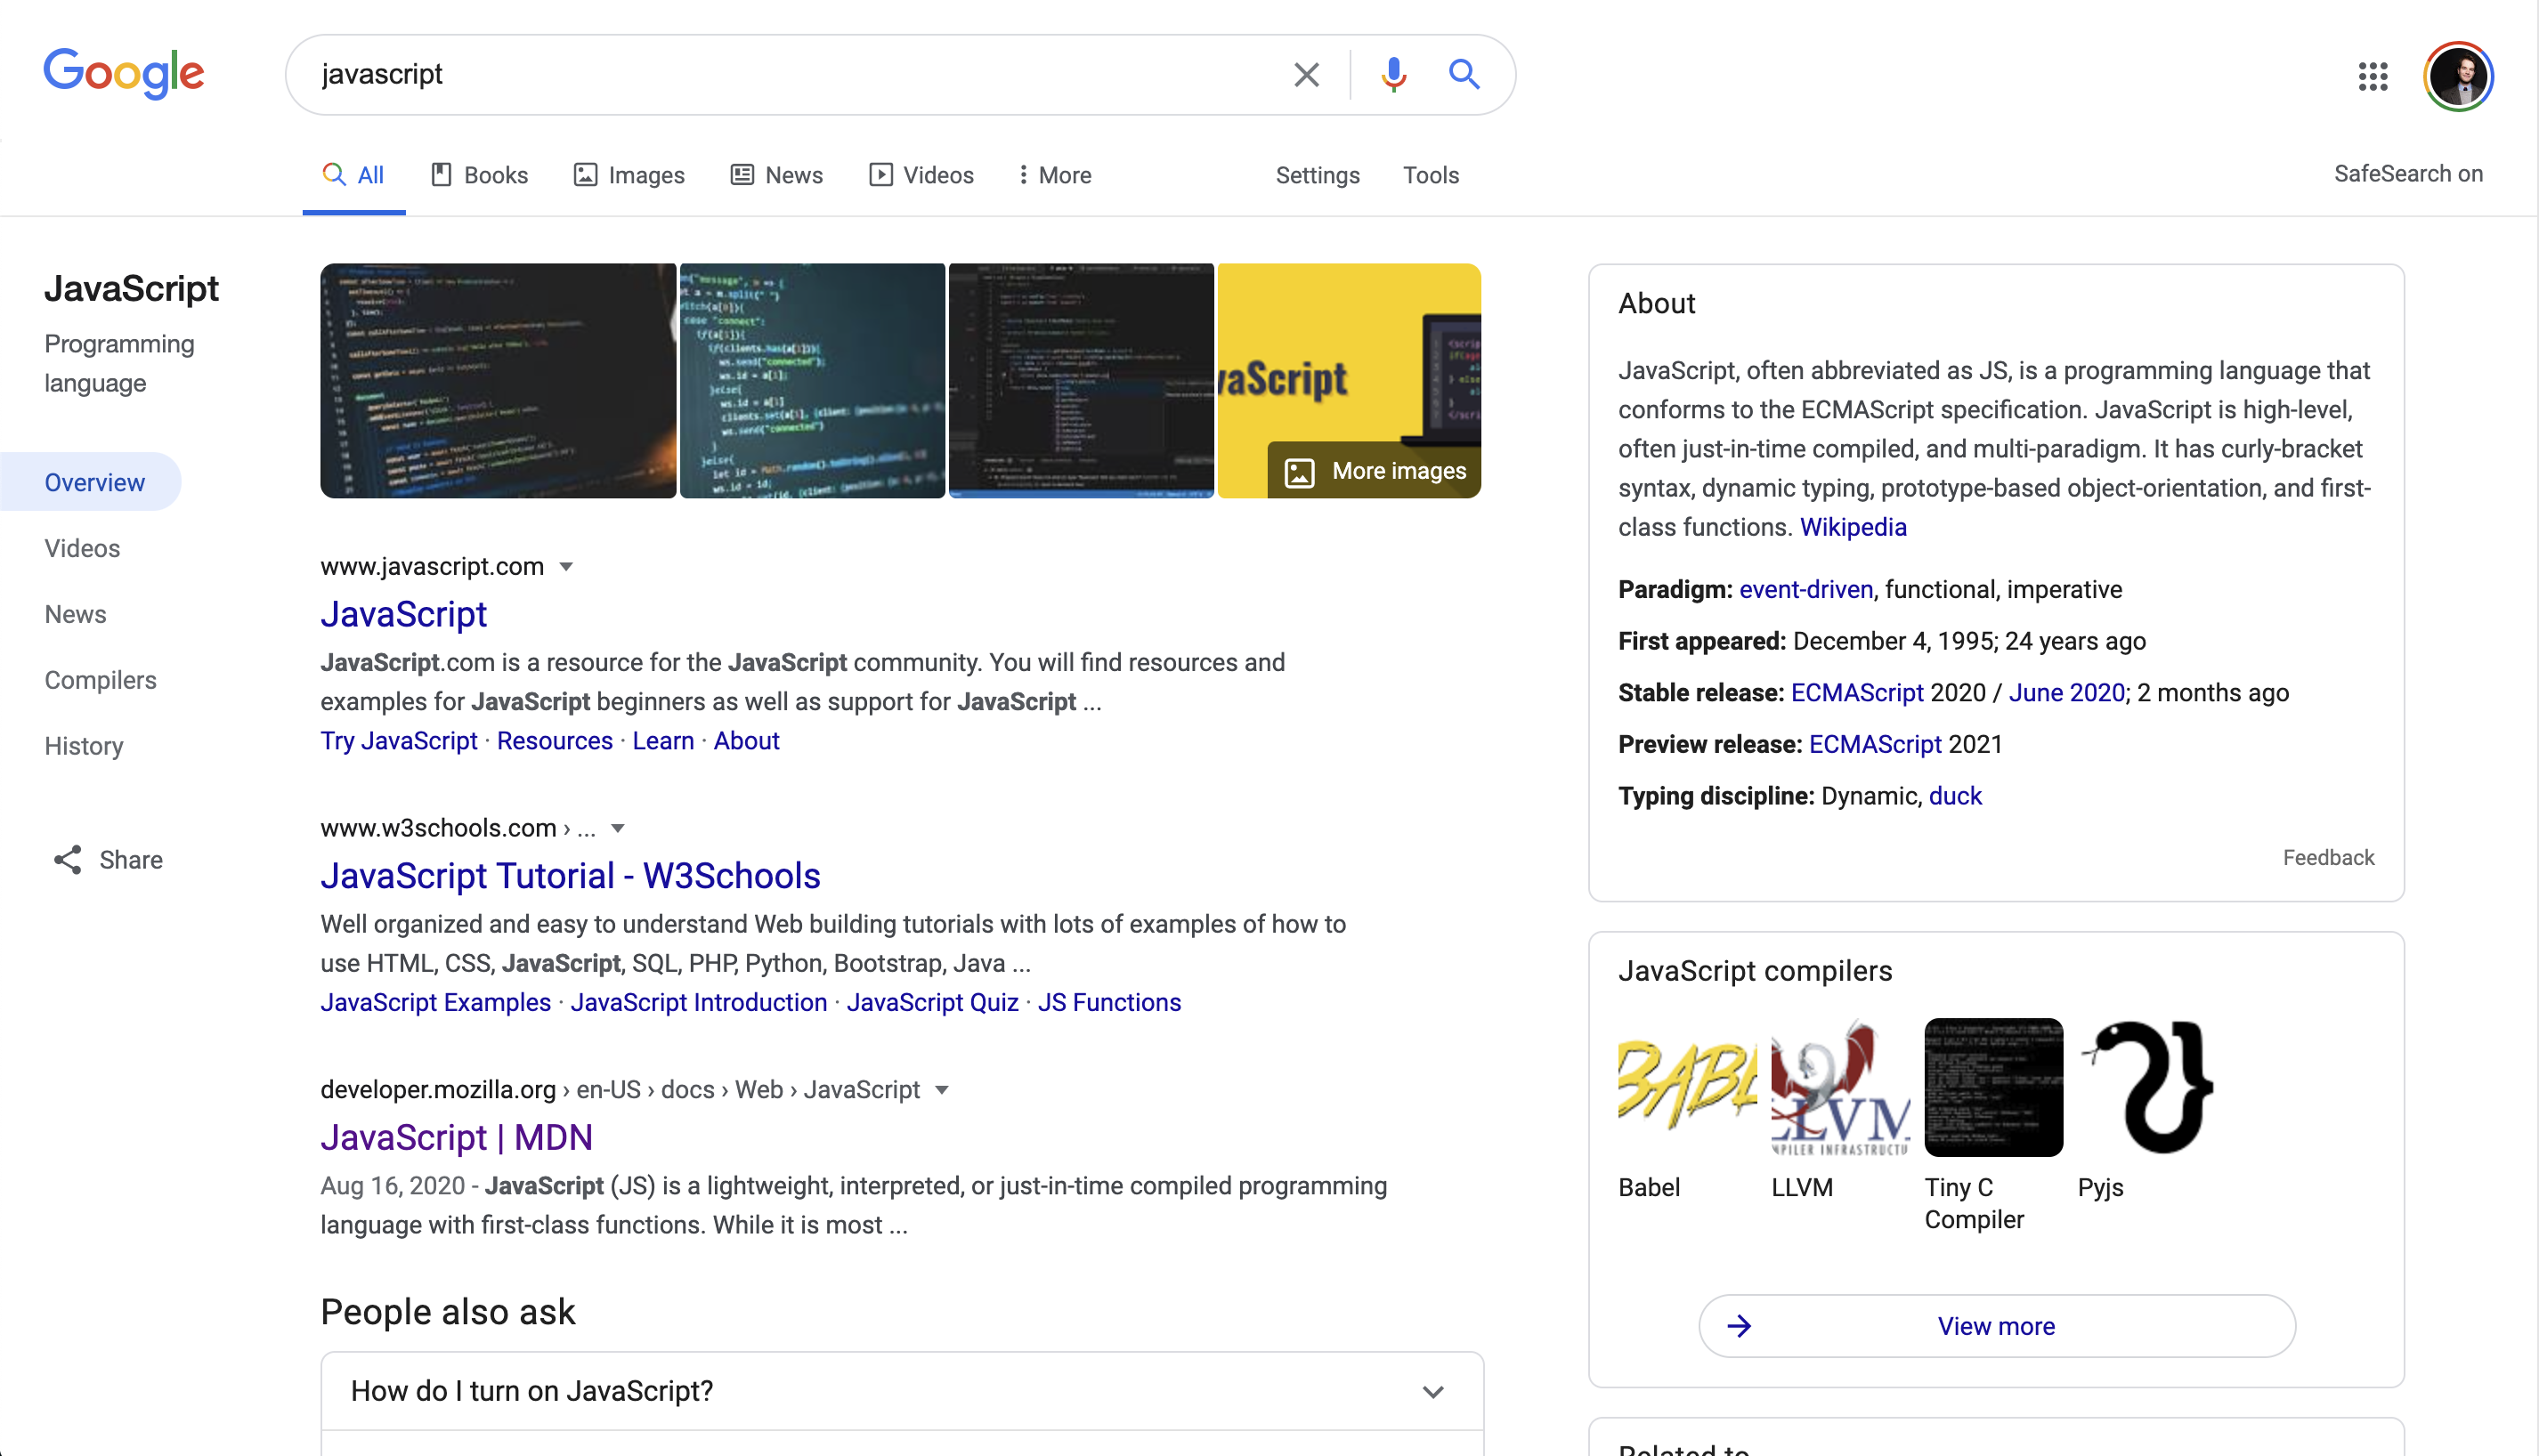 Google
javascript
All
Books
Images
News
Videos
More
Settings
Tools
SafeSearch on
JavaScript
Programming
language
Overview
Videos
News
Compilers
History
Share
vaScript
More images
www.javascript.com
JavaScript
JavaScript.com is a resource for the JavaScript community. You will find resources and
examples for JavaScript beginners as well as support for JavaScript ...
Try JavaScript · Resources · Learn · About
www.w3schools.com › ...
JavaScript Tutorial - W3Schools
Well organized and easy to understand Web building tutorials with lots of examples of how to
use HTML, CSS, JavaScript, SQL, PHP, Python, Bootstrap, Java ...
JavaScript Examples · JavaScript Introduction · JavaScript Quiz · JS Functions
developer.mozilla.org › en-US › docs › Web › JavaScript
JavaScript | MDN
Aug 16, 2020 - JavaScript (JS) is a lightweight, interpreted, or just-in-time compiled programming
language with first-class functions. While it is most ...
People also ask
How do I turn on JavaScript?
About
JavaScript, often abbreviated as JS, is a programming language that
conforms to the ECMAScript specification. JavaScript is high-level,
often just-in-time compiled, and multi-paradigm. It has curly-bracket
syntax, dynamic typing, prototype-based object-orientation, and first-
class functions. Wikipedia
Paradigm: event-driven, functional, imperative
First appeared: December 4, 1995; 24 years ago
Stable release: ECMAScript 2020 / June 2020; 2 months ago
Preview release: ECMAScript 2021
Typing discipline: Dynamic, duck
Feedback
JavaScript compilers
Babel
LLVM
Tiny C
Compiler
Pyjs
View more
Related to